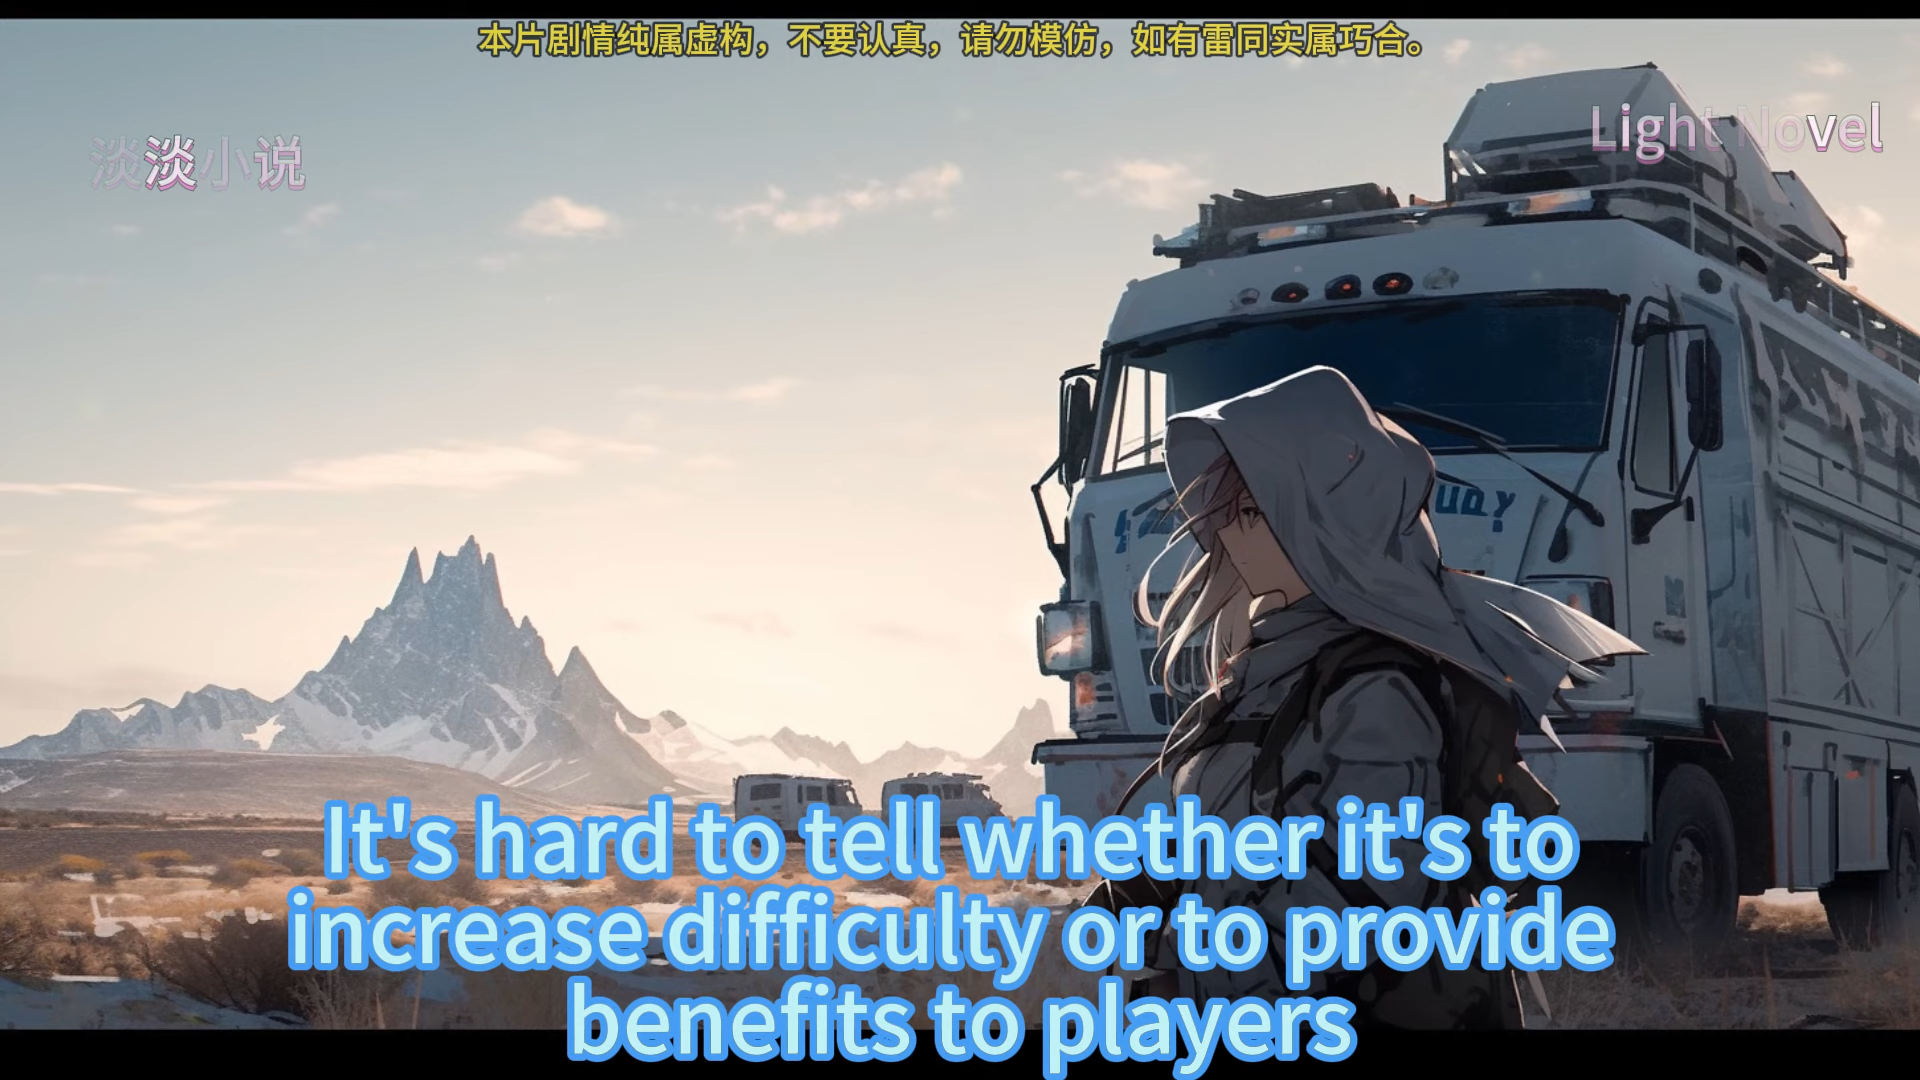 本片剧情纯属虚构，不要认真，请勿模仿，如有雷同实属巧合。
淡淡小说
Light Novel
It's hard to tell whether it's to
increase difficulty or to provide
benefits to players